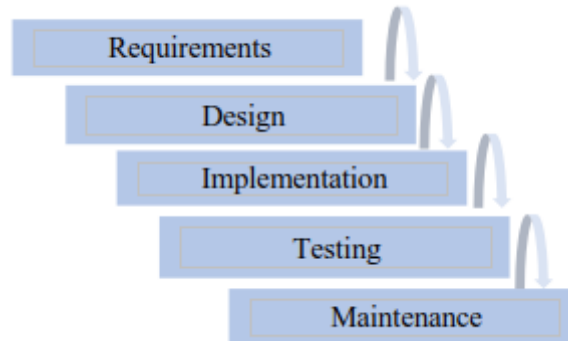 Requirements
Design
Implementation
Testing
Maintenance